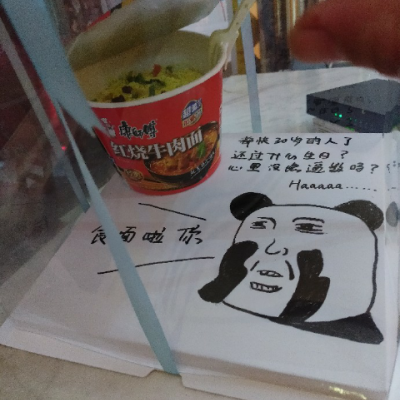 康师傅
红烧牛肉面
都快30岁的人了
还过什么生日？
心里没点逼数吗？
Haaaaa......
食面啦你